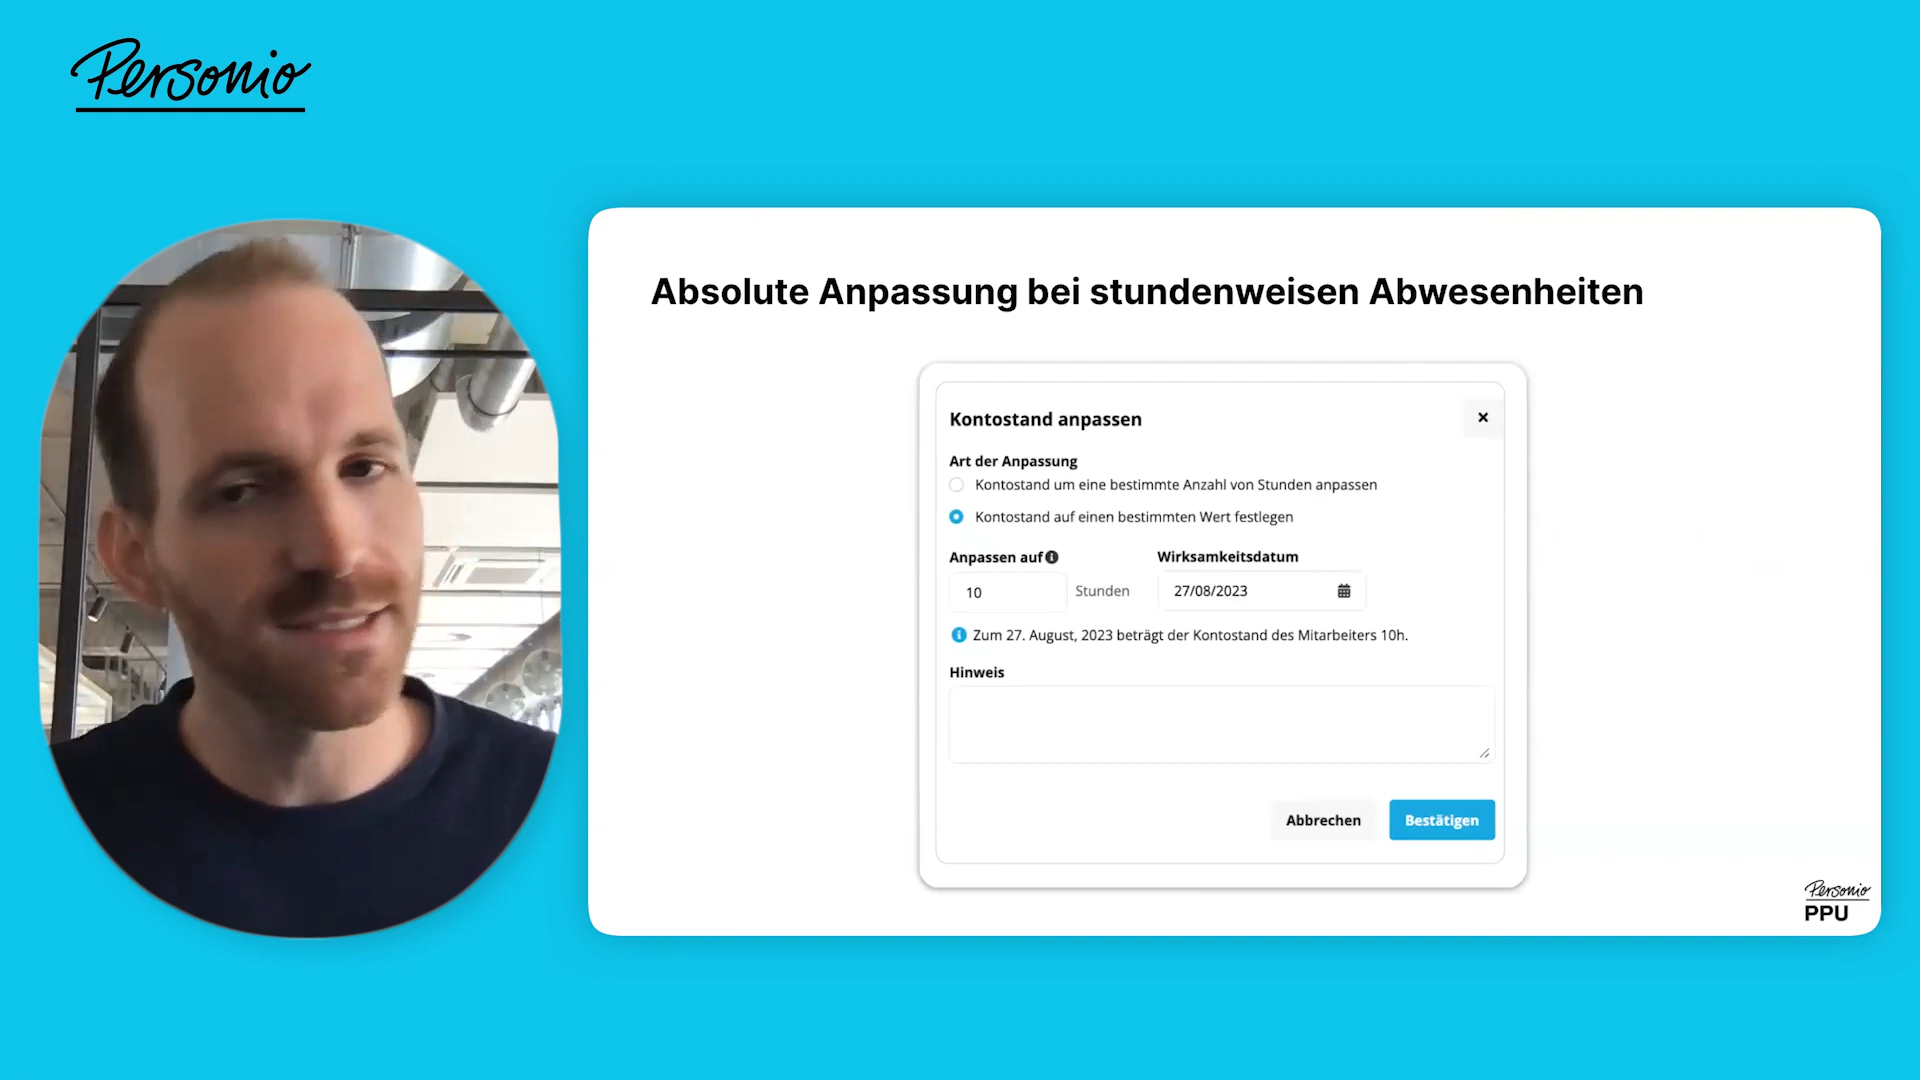 Personio
Absolute Anpassung bei stundenweisen Abwesenheiten
Kontostand anpassen
Art der Anpassung
Kontostand um eine bestimmte Anzahl von Stunden anpassen
Kontostand auf einen bestimmten Wert festlegen
Anpassen auf Wirksamkeitsdatum
10 Stunden 27/08/2023
Zum 27. August, 2023 beträgt der Kontostand des Mitarbeiters 10h.
Hinweis
Abbrechen Bestätigen
Personio
PPU